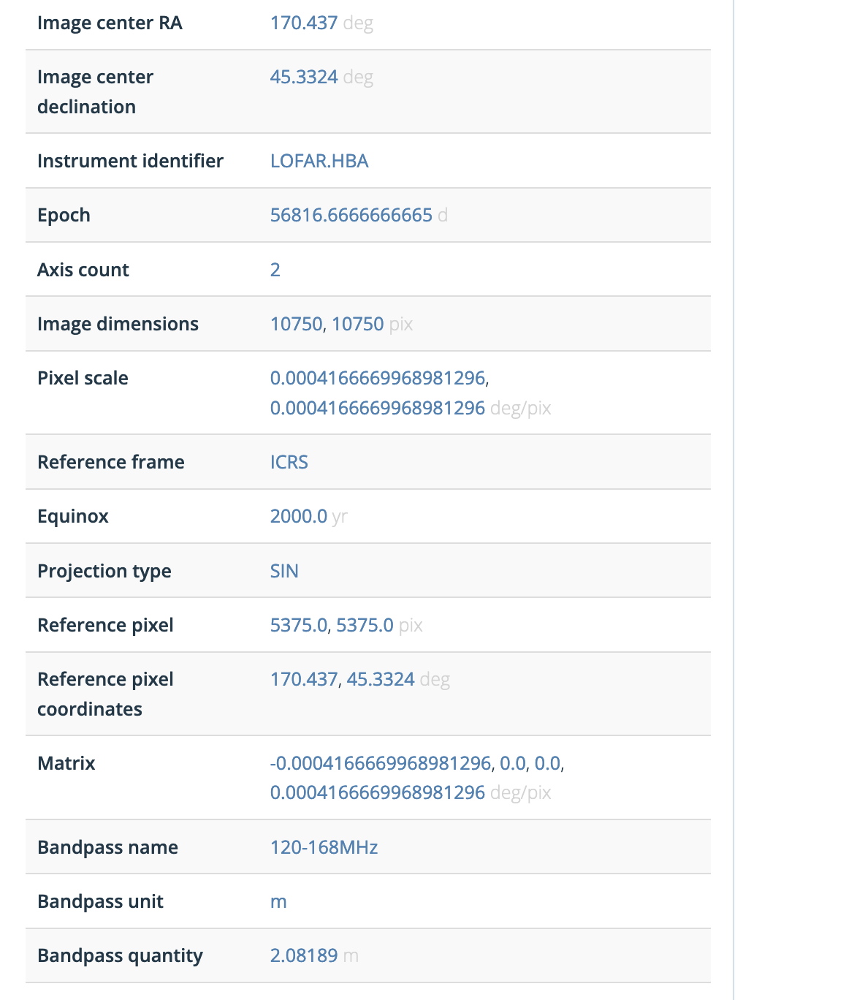 Image center RA 170.437 deg
Image center 45.3324 deg
declination
Instrument identifier LOFAR.HBA
Epoch 56816.6666666665 d
Axis count 2
Image dimensions 10750, 10750 pix
Pixel scale 0.0004166669968981296,
0.0004166669968981296 deg/pix
Reference frame ICRS
Equinox 2000.0 yr
Projection type SIN
Reference pixel 5375.0, 5375.0 pix
Reference pixel 170.437, 45.3324 deg
coordinates
Matrix -0.0004166669968981296, 0.0, 0.0,
0.0004166669968981296 deg/pix
Bandpass name 120-168MHz
Bandpass unit m
Bandpass quantity 2.08189 m